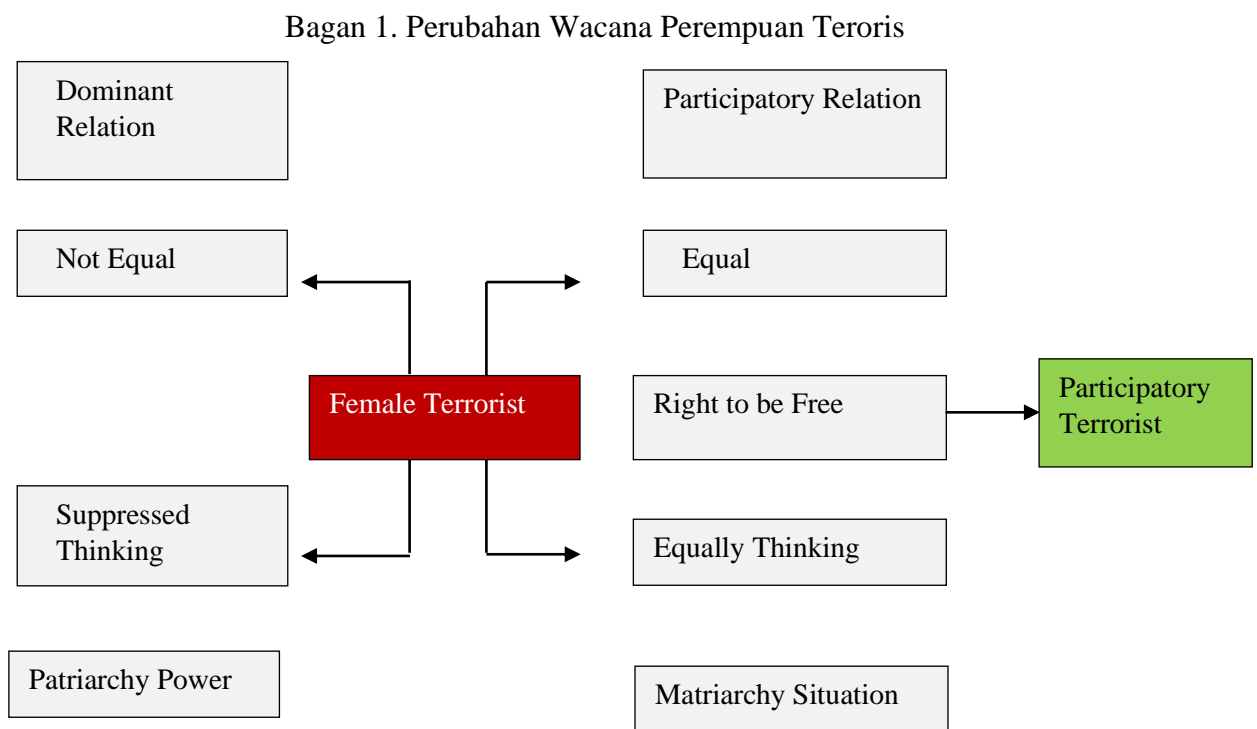 Bagan 1. Perubahan Wacana Perempuan Teroris
Dominant
Relation
Participatory Relation
Not Equal
Equal
Female Terrorist
Right to be Free
Participatory
Terrorist
Suppressed
Thinking
Equally Thinking
Patriarchy Power
Matriarchy Situation